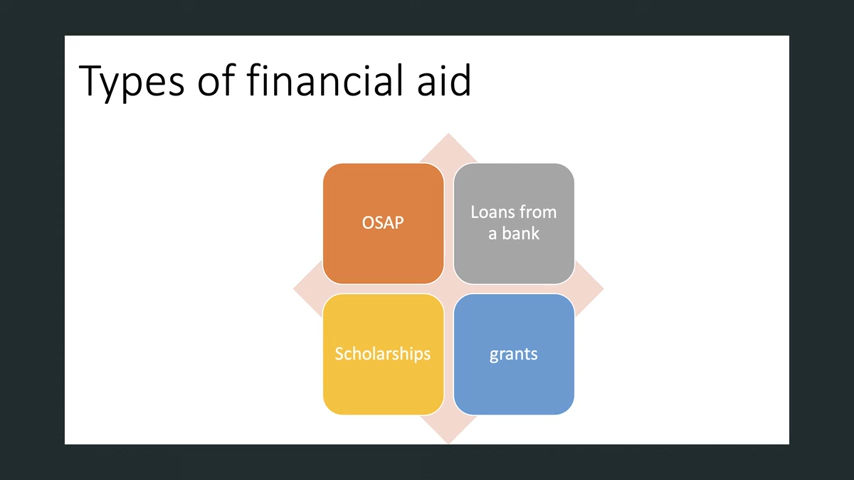 Types of financial aid
OSAP
Loans from
a bank
Scholarships
grants